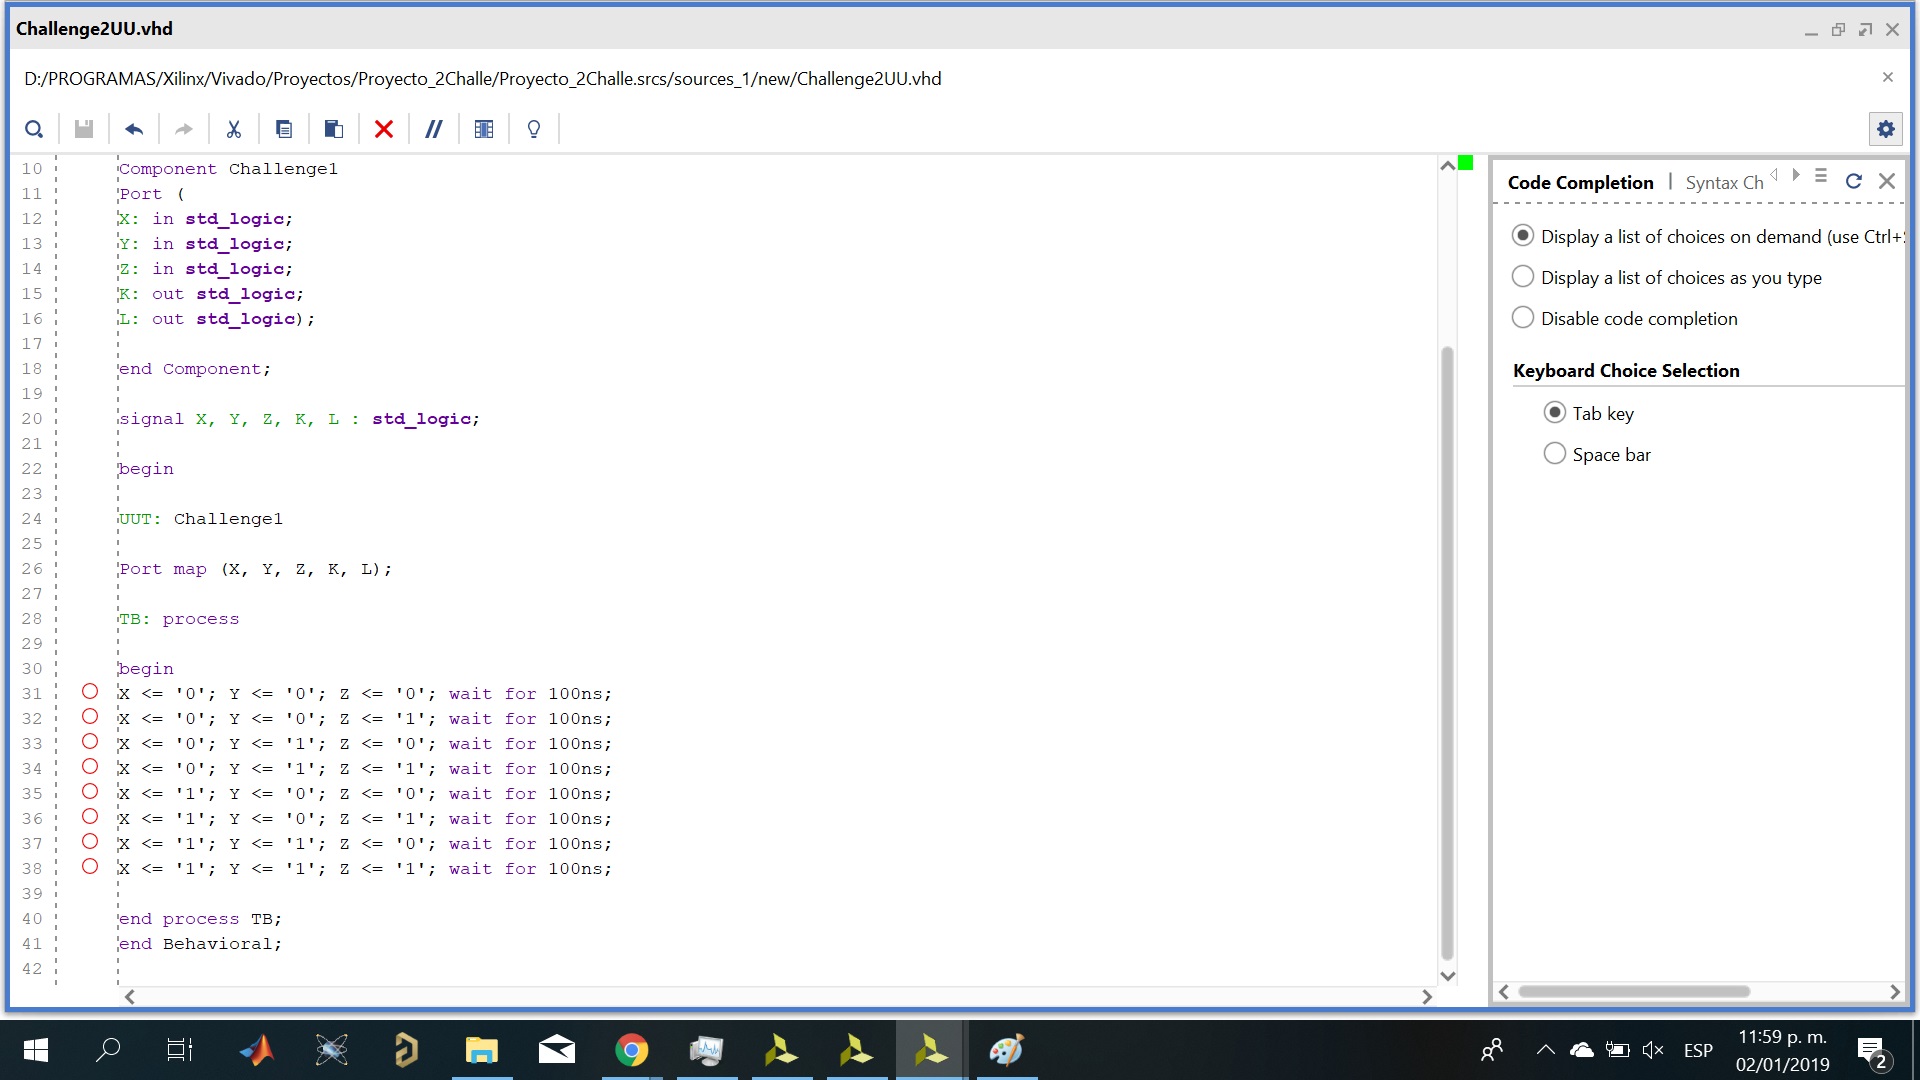 Challenge2UU.vhd
D:/PROGRAMAS/Xilinx/Vivado/Proyectos/Proyecto_2Challe/Proyecto_2Challe.srcs/sources_1/new/Challenge2UU.vhd
10 Component Challenge1
11 Port (
12 X: in std_logic;
13 Y: in std_logic;
14 Z: in std_logic;
15 K: out std_logic;
16 L: out std_logic);
17
18 end Component;
19
20 signal X, Y, Z, K, L : std_logic;
21
22 begin
23
24 UUT: Challenge1
25
26 Port map (X, Y, Z, K, L);
27
28 TB: process
29
30 begin
31 X <= '0'; Y <= '0'; Z <= '0'; wait for 100ns;
32 X <= '0'; Y <= '0'; Z <= '1'; wait for 100ns;
33 X <= '0'; Y <= '1'; Z <= '0'; wait for 100ns;
34 X <= '0'; Y <= '1'; Z <= '1'; wait for 100ns;
35 X <= '1'; Y <= '0'; Z <= '0'; wait for 100ns;
36 X <= '1'; Y <= '0'; Z <= '1'; wait for 100ns;
37 X <= '1'; Y <= '1'; Z <= '0'; wait for 100ns;
38 X <= '1'; Y <= '1'; Z <= '1'; wait for 100ns;
39
40 end process TB;
41 end Behavioral;
42
Code Completion | Syntax Ch
Display a list of choices on demand (use Ctrl+
Display a list of choices as you type
Disable code completion
Keyboard Choice Selection
Tab key
Space bar
ESP
11:59 p. m.
02/01/2019
2